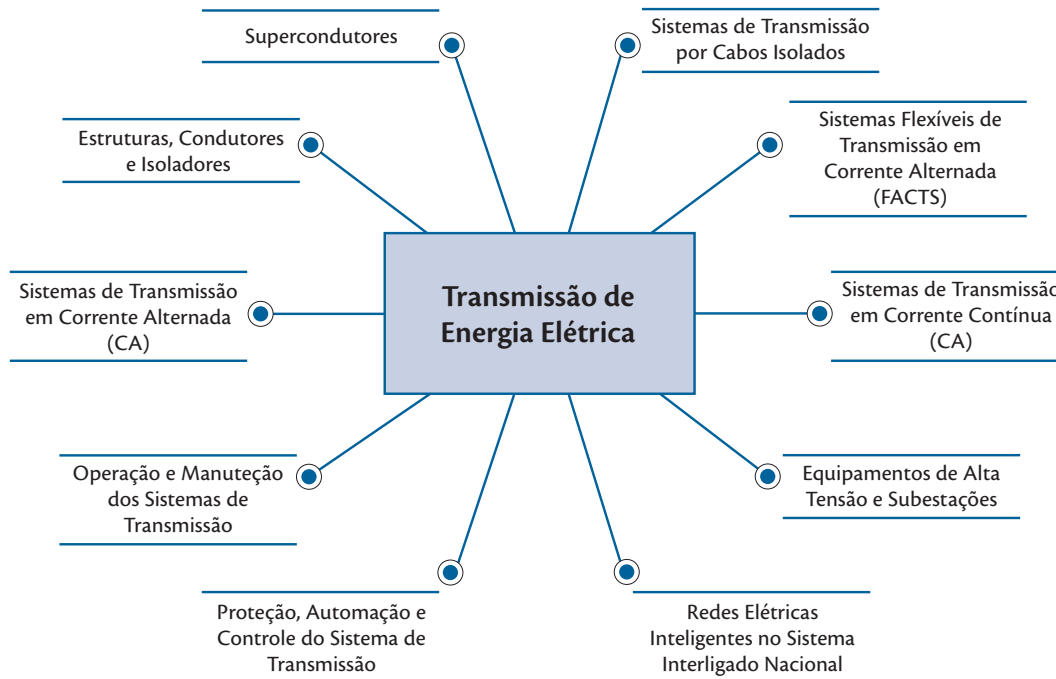 Supercondutores
Sistemas de Transmissão
por Cabos Isolados
Estruturas, Condutores
e Isoladores
Sistemas Flexíveis de
Transmissão em
Corrente Alternada
(FACTS)
Transmissão de
Energia Elétrica
Sistemas de Transmissão
em Corrente Alternada
(CA)
Sistemas de Transmissão
em Corrente Contínua
(CA)
Operação e Manuteção
dos Sistemas de
Transmissão
Equipamentos de Alta
Tensão e Subestações
Proteção, Automação e
Controle do Sistema de
Transmissão
Redes Elétricas
Inteligentes no Sistema
Interligado Nacional